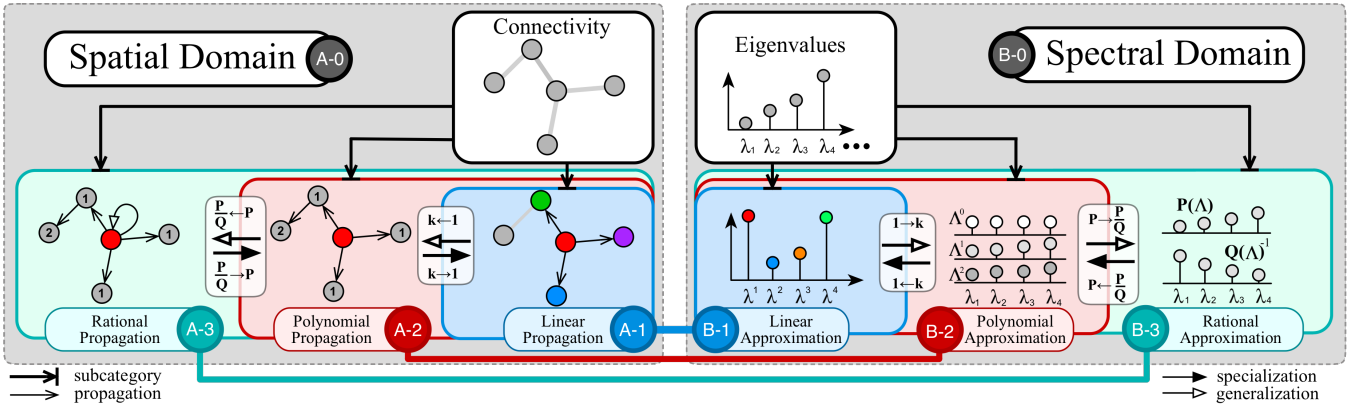 Spatial Domain A-0
Connectivity
Eigenvalues
λ1 λ2 λ3 λ4 •••
B-0 Spectral Domain
1
2
1
1
P/Q ← P
P/Q → P
1
2
1
1
k←1
k→1
λ¹ λ² λ³ λ⁴
1→k
1←k
Λ⁰
Λ¹
Λ²
λ1 λ2 λ3 λ4
P→P/Q
P←P/Q
P(Λ)
Q(Λ)⁻¹
λ1 λ2 λ3 λ4
Rational
Propagation
A-3
Polynomial
Propagation
A-2
Linear
Propagation
A-1
B-1
Linear
Approximation
B-2
Polynomial
Approximation
B-3
Rational
Approximation
subcategory
propagation
specialization
generalization